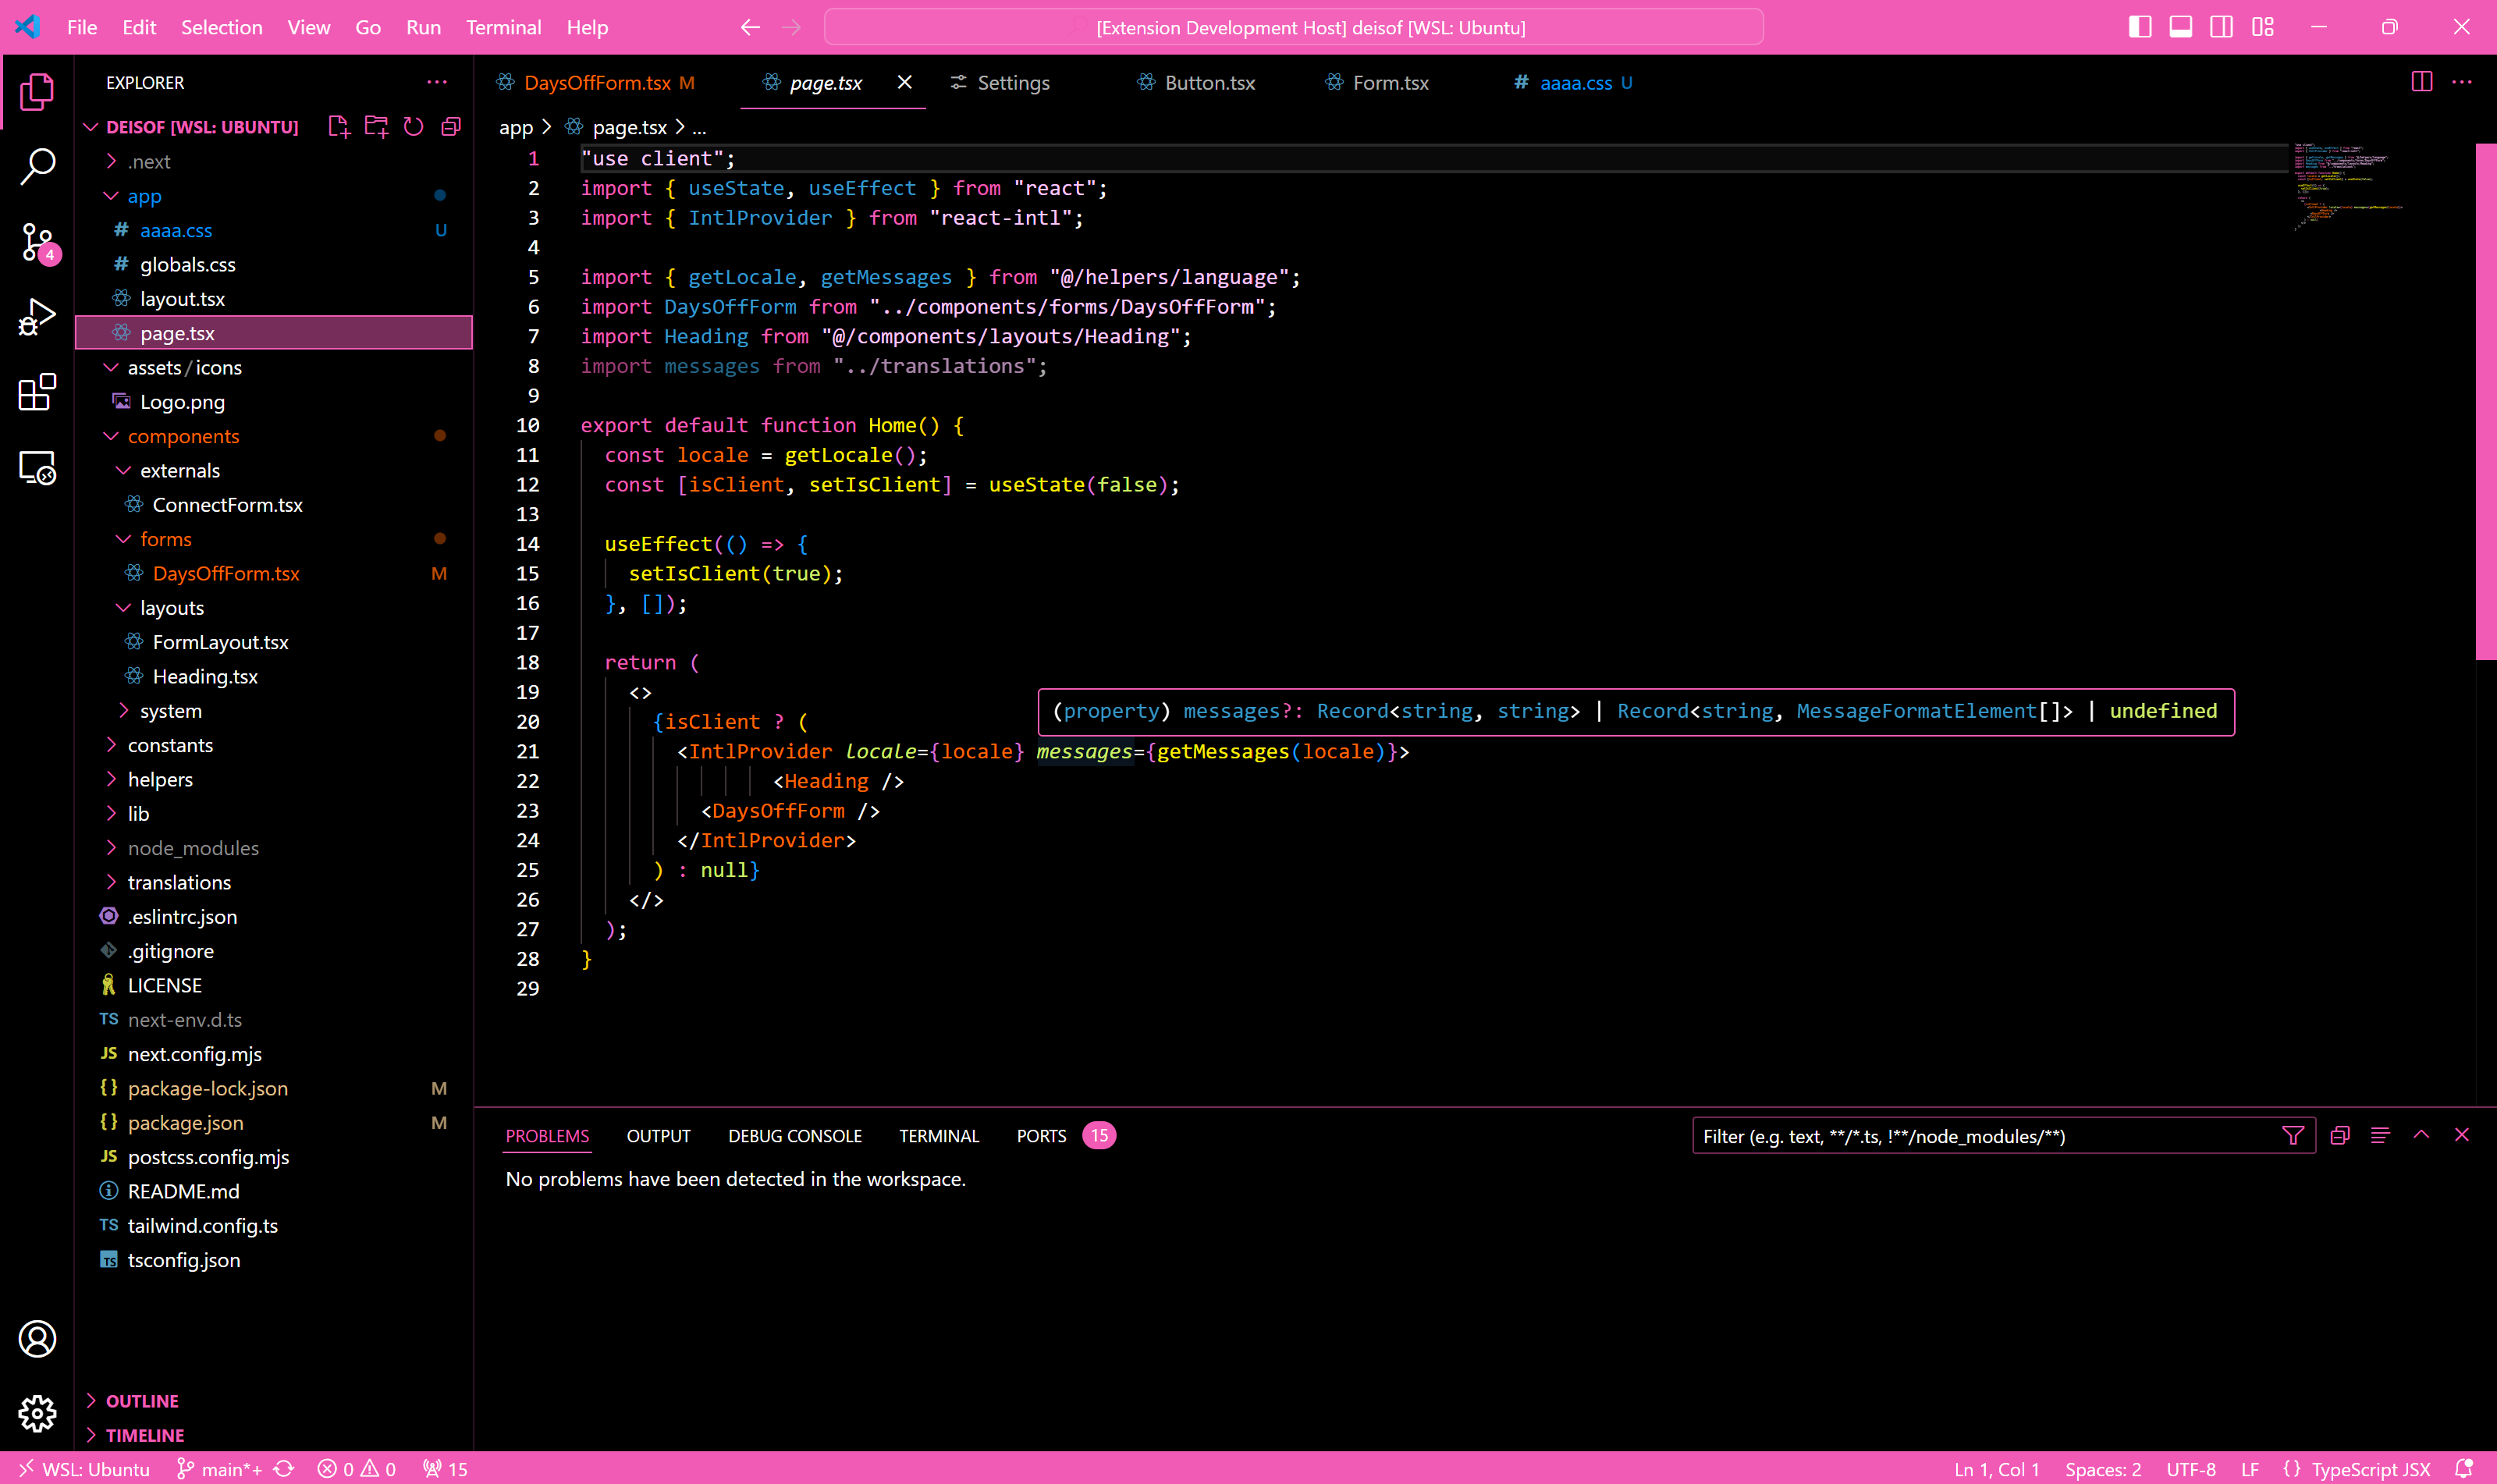 File Edit Selection View Go Run Terminal Help
[Extension Development Host] deisof [WSL: Ubuntu]
EXPLORER
DEISOF [WSL: UBUNTU]
.next
app
# aaaa.css U
# globals.css
layout.tsx
page.tsx
assets/icons
Logo.png
components
externals
ConnectForm.tsx
forms
DaysOffForm.tsx M
layouts
FormLayout.tsx
Heading.tsx
system
constants
helpers
lib
node_modules
translations
.eslintrc.json
.gitignore
LICENSE
TS next-env.d.ts
JS next.config.mjs
{} package-lock.json M
{} package.json M
JS postcss.config.mjs
README.md
TS tailwind.config.ts
TS tsconfig.json
OUTLINE
TIMELINE
4
DaysOffForm.tsx M page.tsx Settings Button.tsx Form.tsx # aaaa.css U
app > page.tsx > ...
1 "use client";
2 import { useState, useEffect } from "react";
3 import { IntlProvider } from "react-intl";
4
5 import { getLocale, getMessages } from "@/helpers/language";
6 import DaysOffForm from "../components/forms/DaysOffForm";
7 import Heading from "@/components/layouts/Heading";
8 import messages from "../translations";
9
10 export default function Home() {
11 const locale = getLocale();
12 const [isClient, setIsClient] = useState(false);
13
14 useEffect(() => {
15 setIsClient(true);
16 }, []);
17
18 return (
19 <>
(property) messages?: Record<string, string> | Record<string, MessageFormatElement[]> | undefined
20 {isClient ? (
21 <IntlProvider locale={locale} messages={getMessages(locale)}>
22 <Heading />
23 <DaysOffForm />
24 </IntlProvider>
25 ) : null}
26 </>
27 );
28 }
29
PROBLEMS OUTPUT DEBUG CONSOLE TERMINAL PORTS 15
Filter (e.g. text, **/*.ts, !**/node_modules/**)
No problems have been detected in the workspace.
WSL: Ubuntu main*+ 0 0 15
Ln 1, Col 1 Spaces: 2 UTF-8 LF {} TypeScript JSX